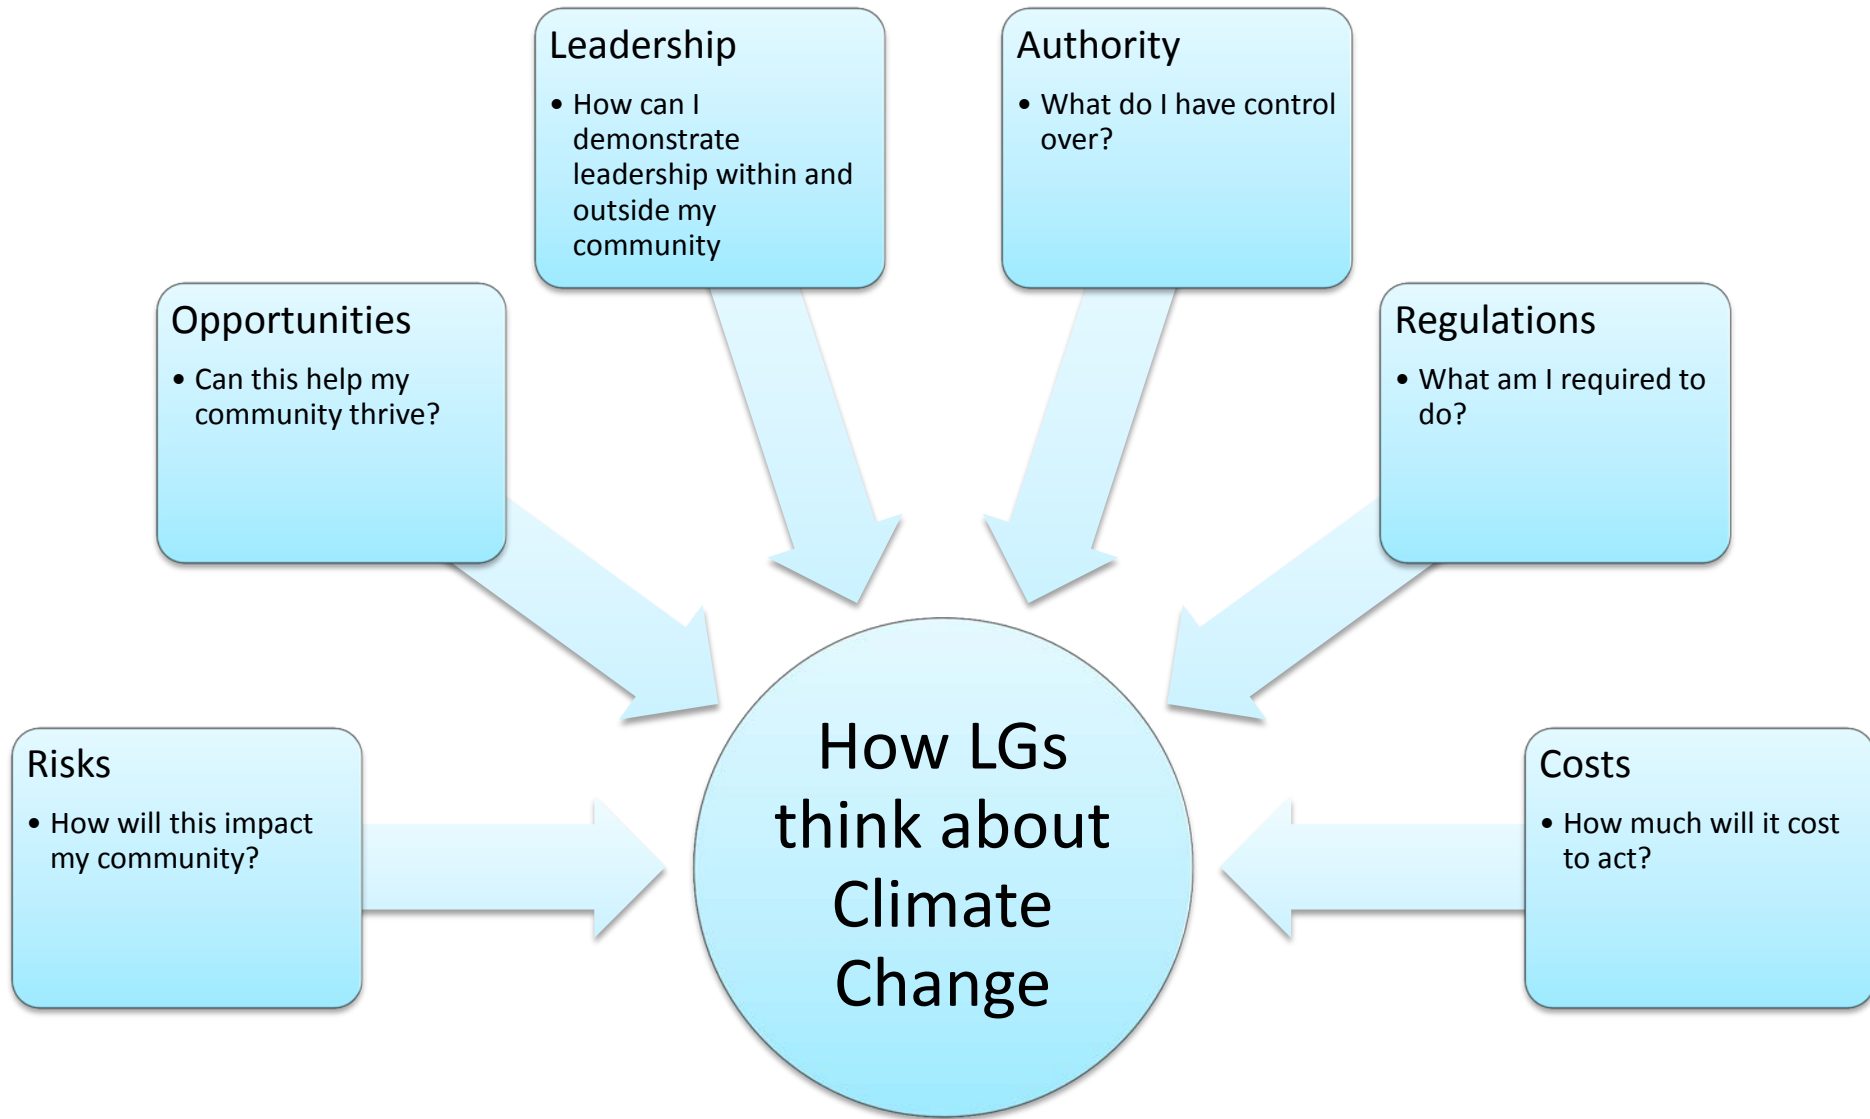 Leadership
• How can I
demonstrate
leadership within and
outside my
community
Authority
• What do I have control
over?
Opportunities
• Can this help my
community thrive?
Regulations
• What am I required to
do?
Risks
• How will this impact
my community?
How LGs
think about
Climate
Change
Costs
• How much will it cost
to act?